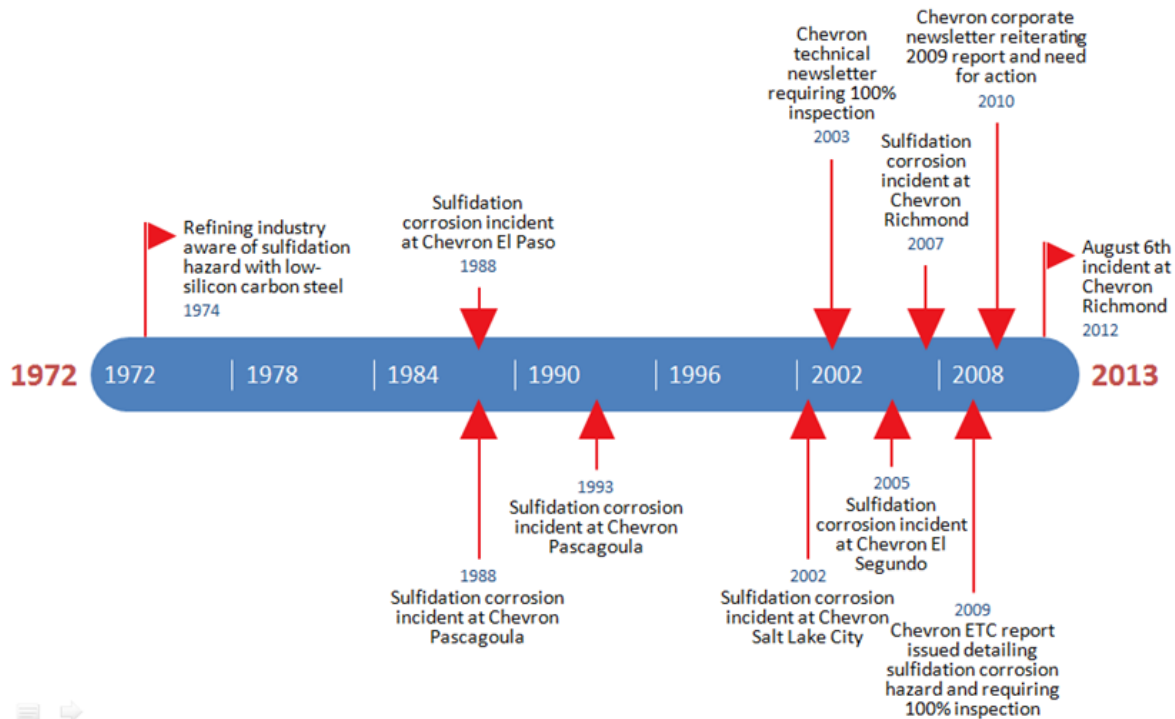 Chevron
technical
newsletter
requiring 100%
inspection
2003
Chevron corporate
newsletter reiterating
2009 report and need
for action
2010
Sulfidation
corrosion
incident at
Chevron
Richmond
2007
Sulfidation
corrosion incident
at Chevron El Paso
1988
Refining industry
aware of sulfidation
hazard with low-
silicon carbon steel
1974
August 6th
incident at
Chevron
Richmond
2012
1972
1972
1978
1984
1990
1996
2002
2008
2013
1988
Sulfidation corrosion
incident at Chevron
Pascagoula
1993
Sulfidation corrosion
incident at Chevron
Pascagoula
2002
Sulfidation corrosion
incident at Chevron
Salt Lake City
2005
Sulfidation
corrosion incident
at Chevron El
Segundo
2009
Chevron ETC report
issued detailing
sulfidation corrosion
hazard and requiring
100% inspection